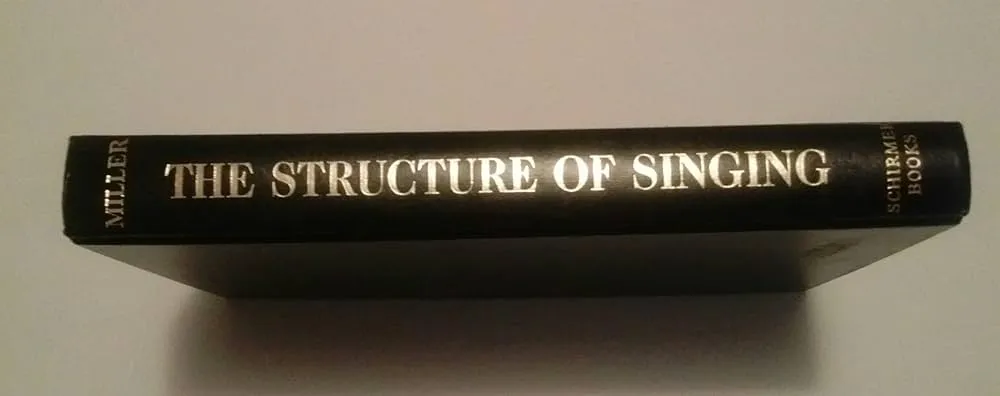 MILLER
THE STRUCTURE OF SINGING
SCHIRMER
BOOKS